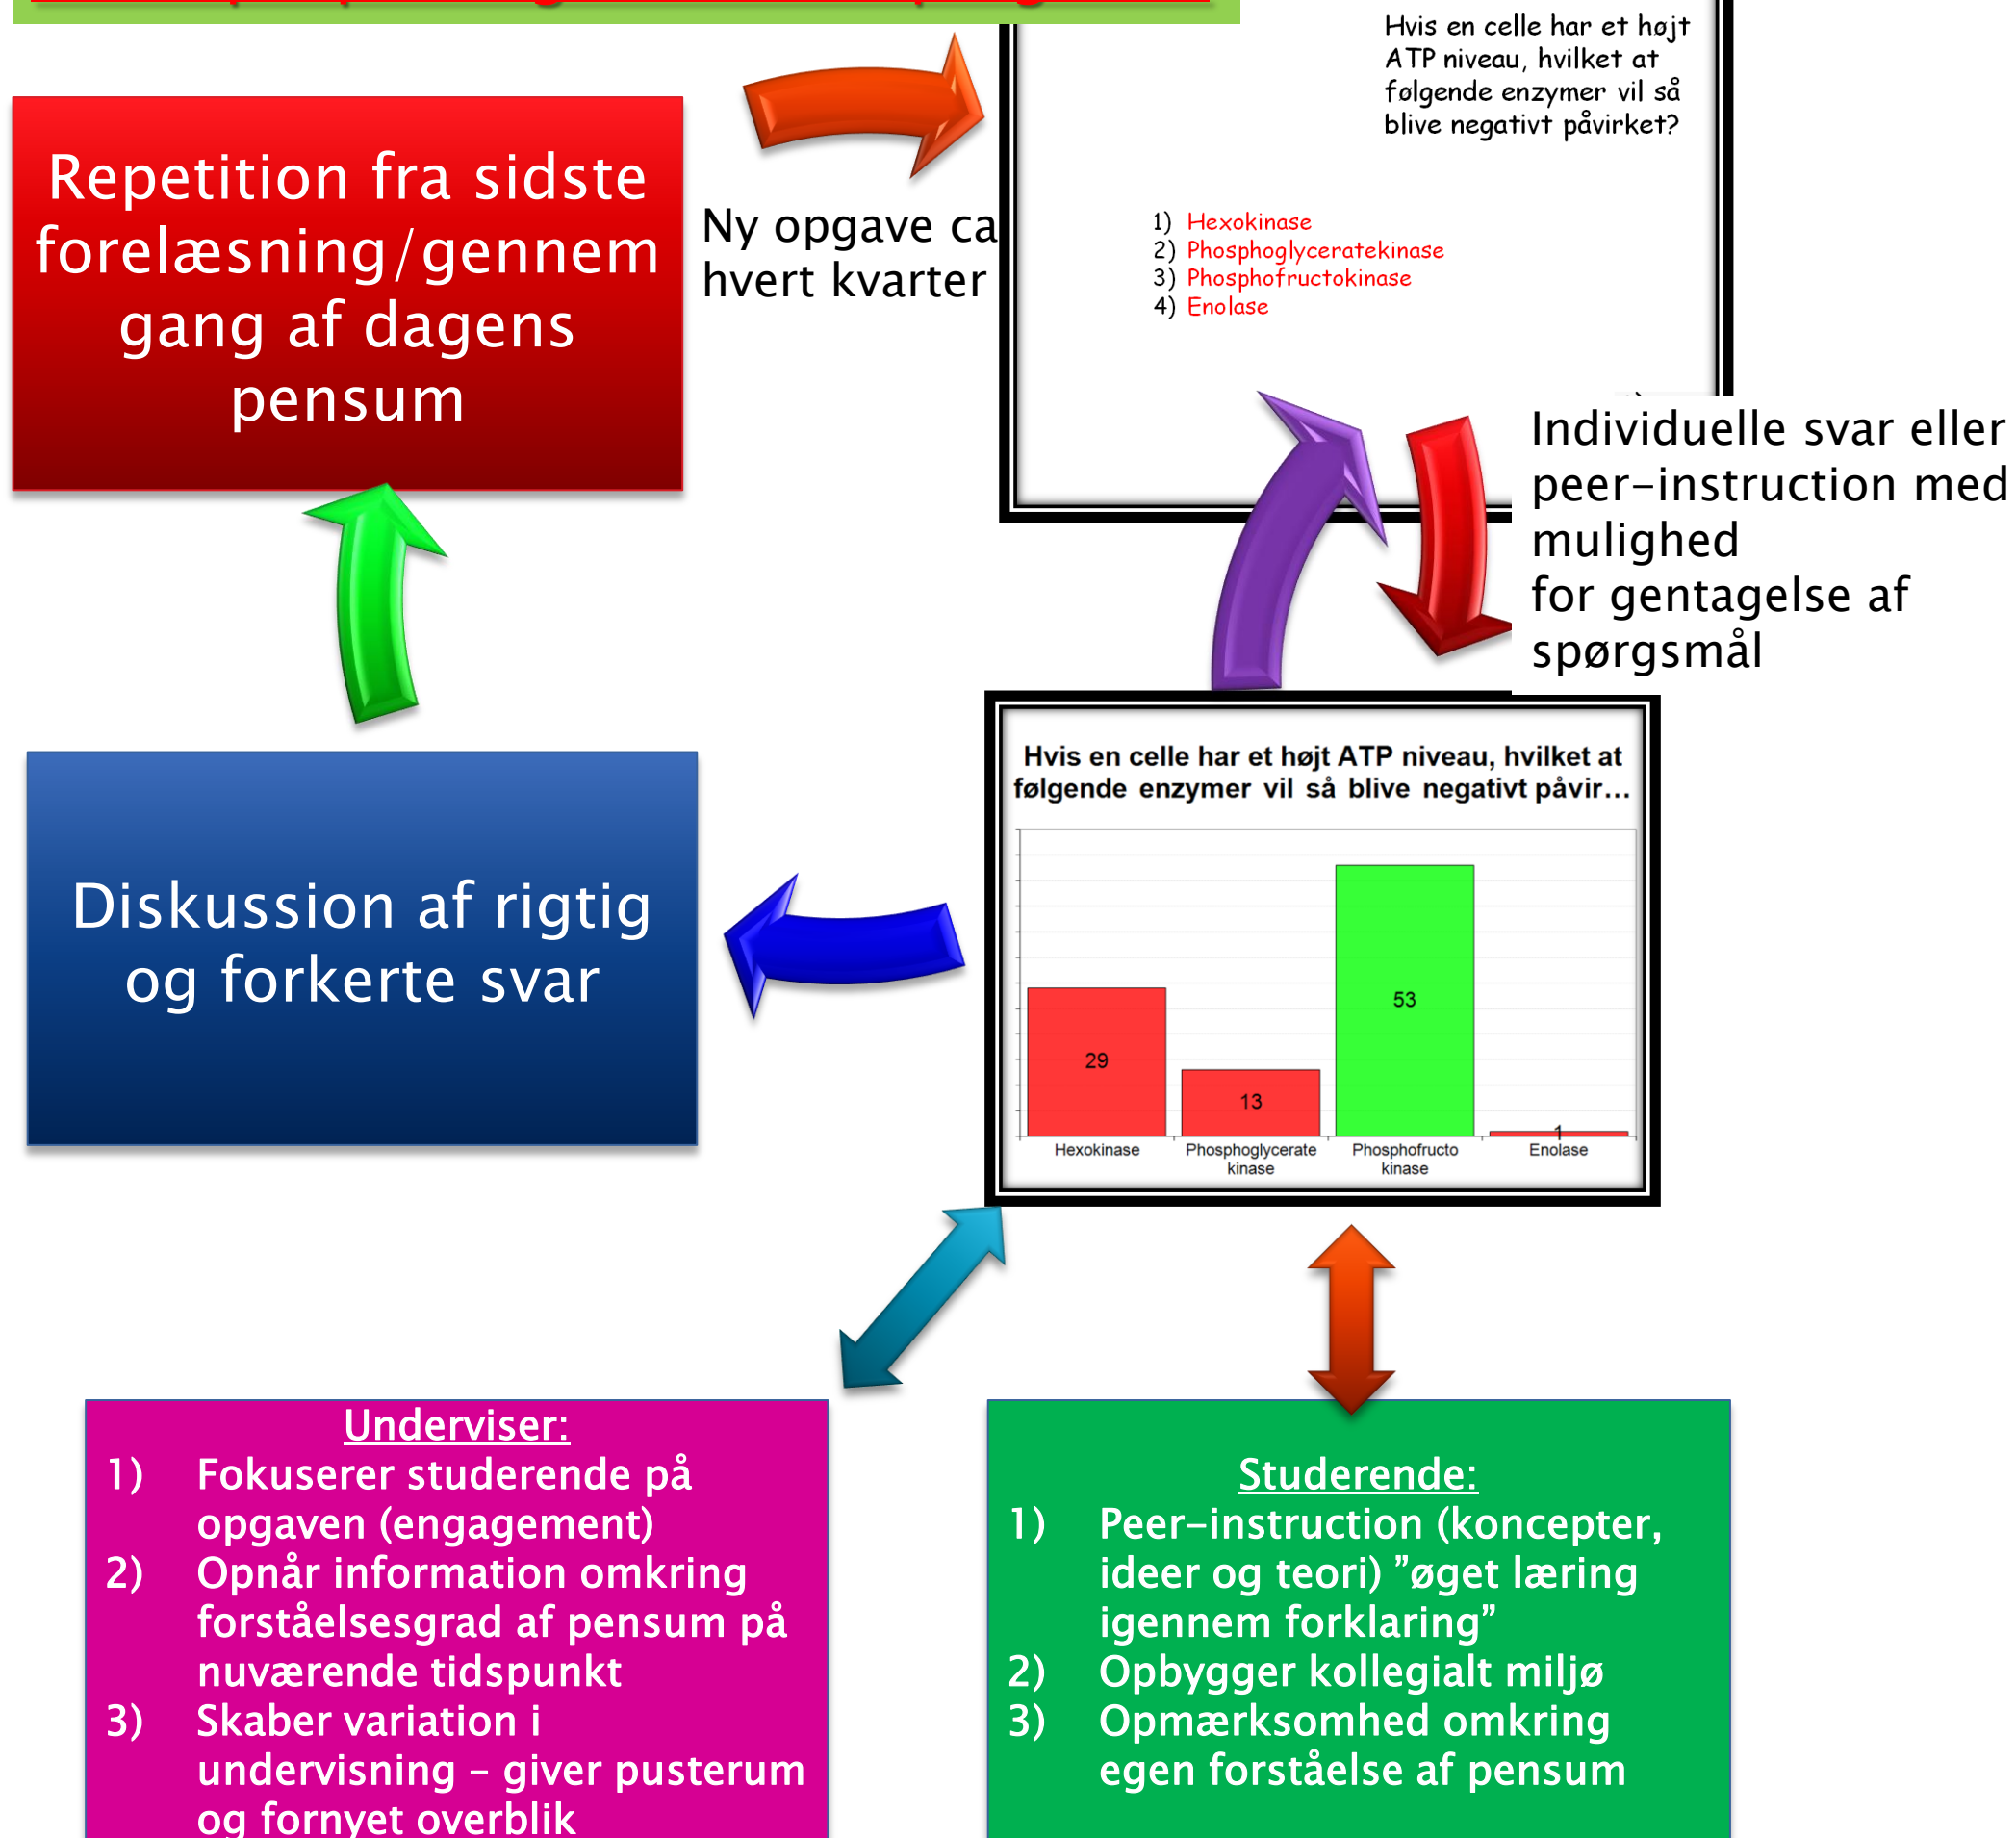 Repetition fra sidste
forelæsning/gennem
gang af dagens
pensum
Ny opgave ca
hvert kvarter
Hvis en celle har et højt
ATP niveau, hvilket at
følgende enzymer vil så
blive negativt påvirket?
1) Hexokinase
2) Phosphoglyceratekinase
3) Phosphofructokinase
4) Enolase
Individuelle svar eller
peer-instruction med
mulighed
for gentagelse af
spørgsmål
Diskussion af rigtig
og forkerte svar
Hvis en celle har et højt ATP niveau, hvilket at
følgende enzymer vil så blive negativt påvir...
29
13
53
1
Hexokinase
Phosphoglycerate
kinase
Phosphofructo
kinase
Enolase
Underviser:
1) Fokuserer studerende på
opgaven (engagement)
2) Opnår information omkring
forståelsesgrad af pensum på
nuværende tidspunkt
3) Skaber variation i
undervisning – giver pusterum
og fornyet overblik
Studerende:
1) Peer-instruction (koncepter,
ideer og teori) ”øget læring
igennem forklaring”
2) Opbygger kollegialt miljø
3) Opmærksomhed omkring
egen forståelse af pensum